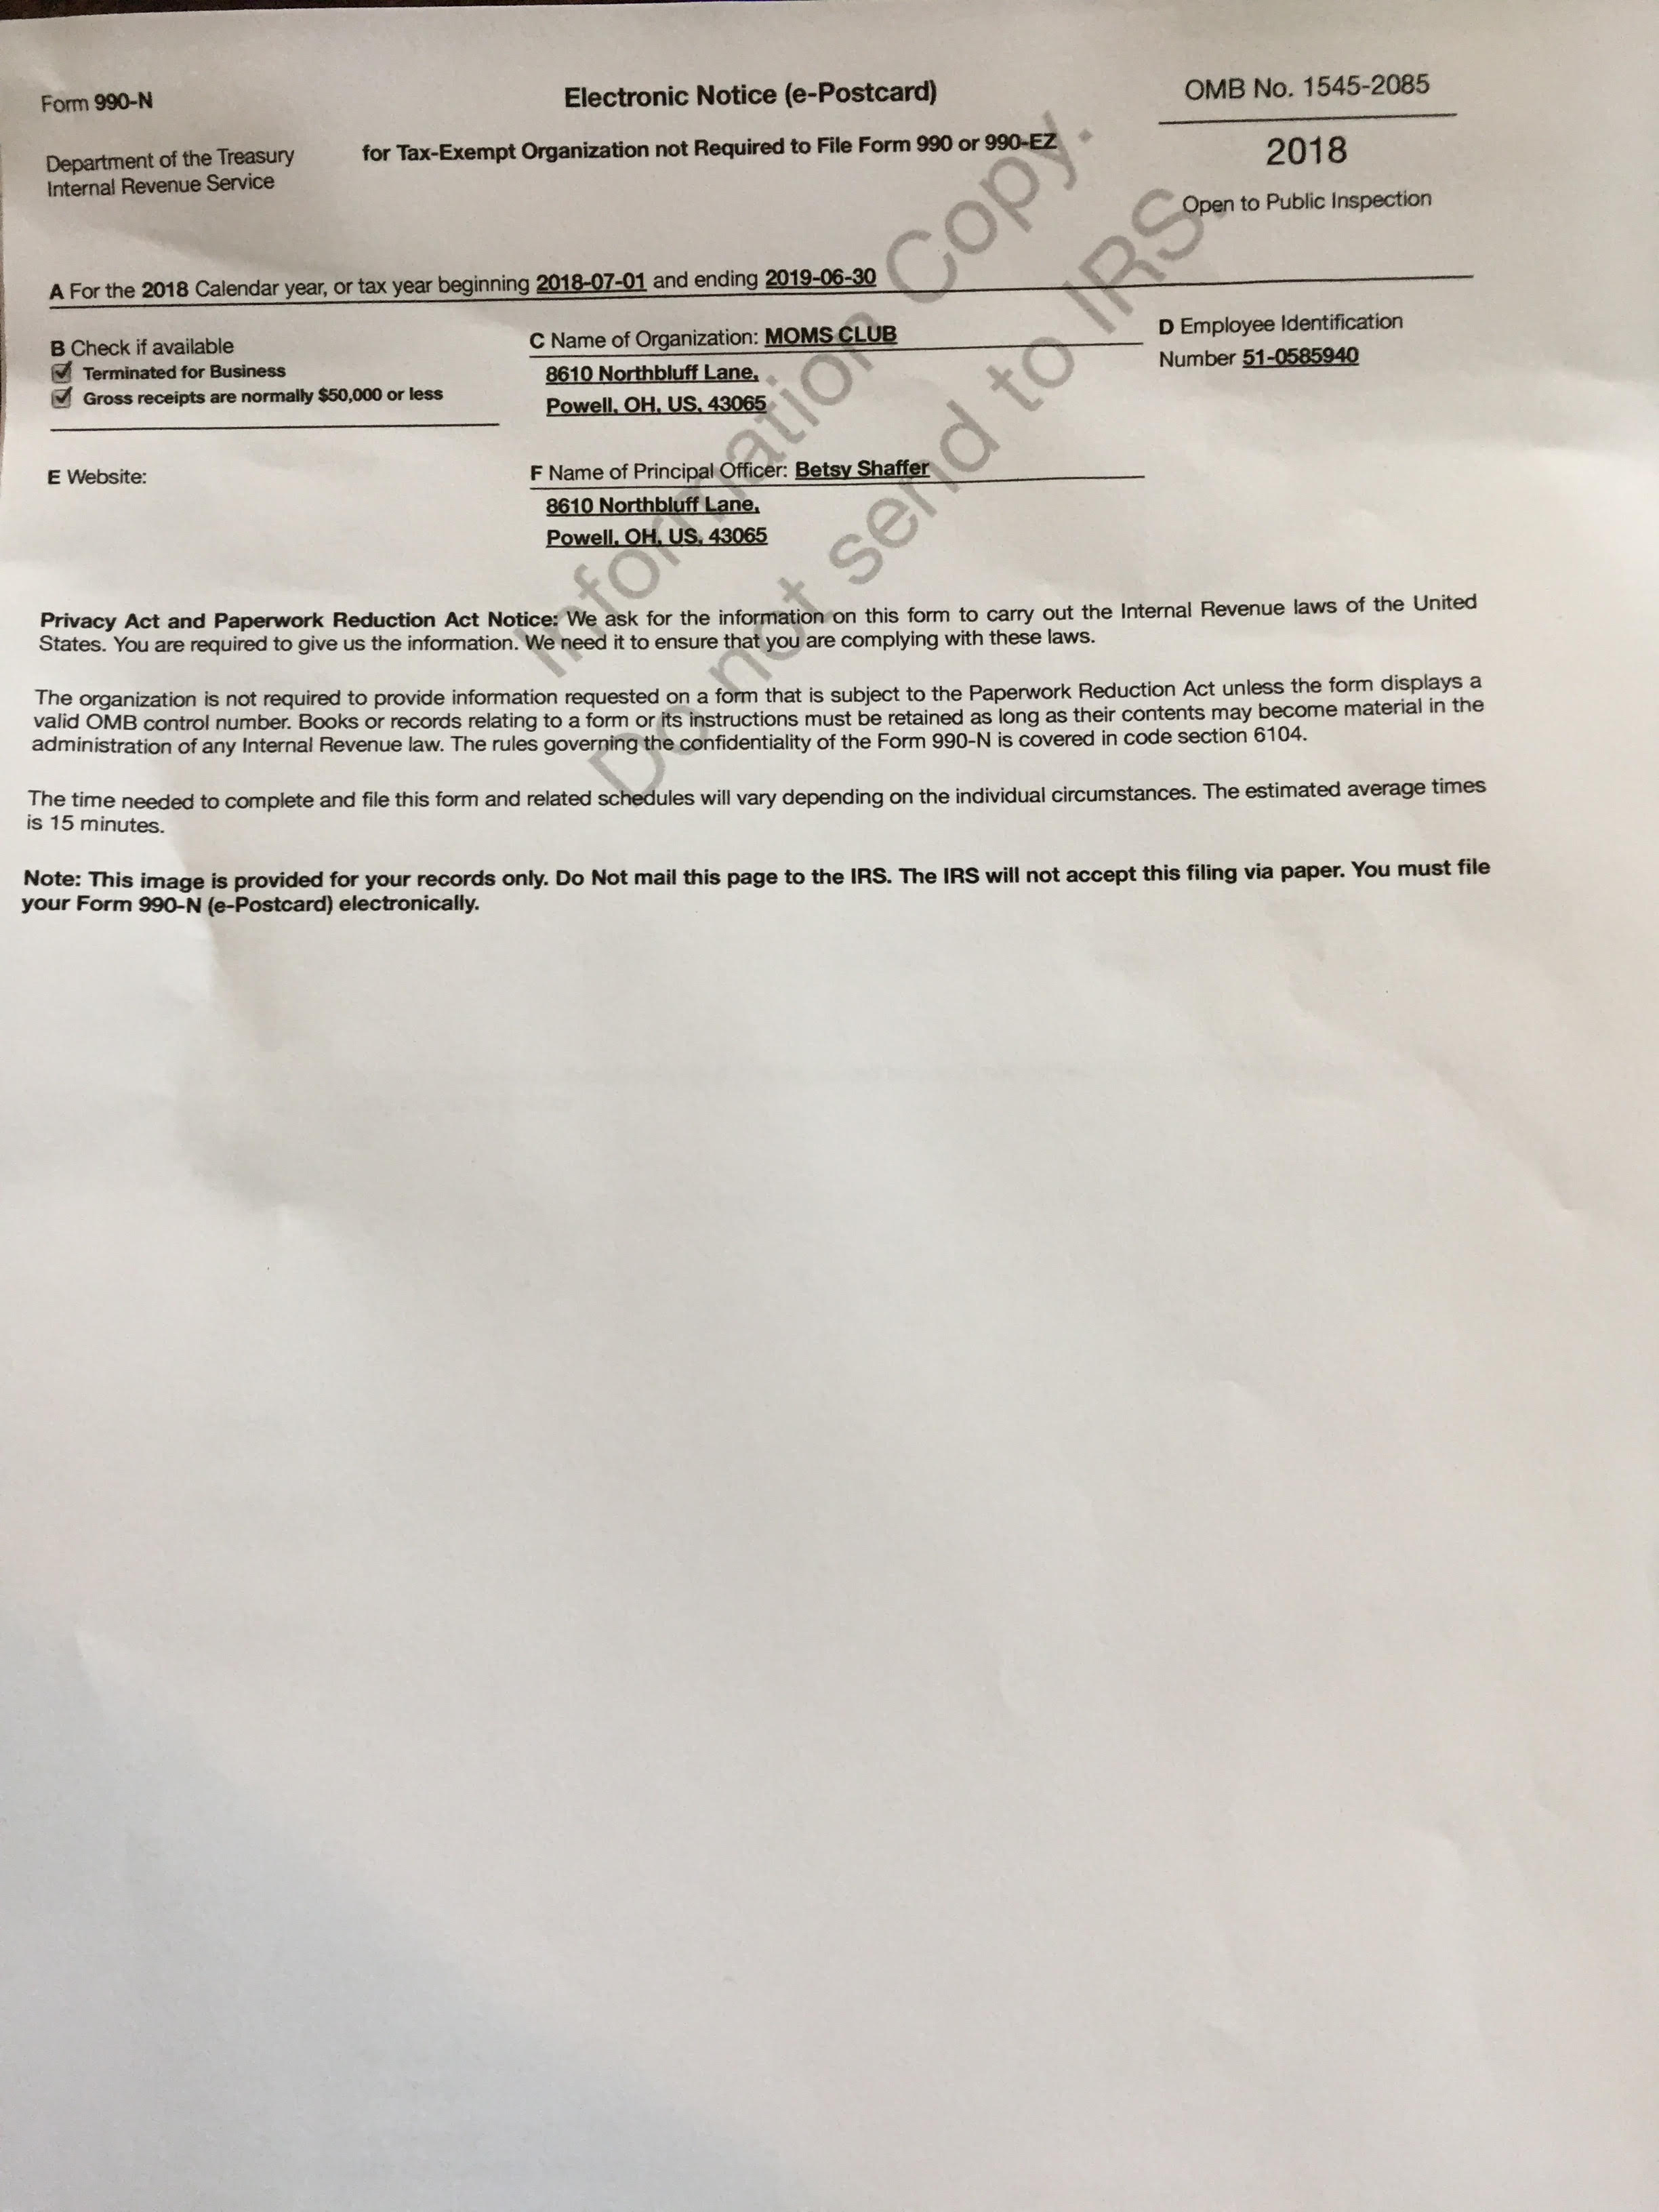 Form 990-N
Electronic Notice (e-Postcard)
OMB No. 1545-2085
Department of the Treasury
Internal Revenue Service
for Tax-Exempt Organization not Required to File Form 990 or 990-EZ
2018
Open to Public Inspection
A For the 2018 Calendar year, or tax year beginning 2018-07-01 and ending 2019-06-30
B Check if available
Terminated for Business
Gross receipts are normally $50,000 or less
C Name of Organization: MOMS CLUB
8610 Northbluff Lane,
Powell, OH, US, 43065
D Employee Identification
Number 51-0585940
E Website:
F Name of Principal Officer: Betsy Shaffer
8610 Northbluff Lane,
Powell, OH, US, 43065
Information Copy.
Do not send to IRS.
Privacy Act and Paperwork Reduction Act Notice: We ask for the information on this form to carry out the Internal Revenue laws of the United
States. You are required to give us the information. We need it to ensure that you are complying with these laws.
The organization is not required to provide information requested on a form that is subject to the Paperwork Reduction Act unless the form displays a
valid OMB control number. Books or records relating to a form or its instructions must be retained as long as their contents may become material in the
administration of any Internal Revenue law. The rules governing the confidentiality of the Form 990-N is covered in code section 6104.
The time needed to complete and file this form and related schedules will vary depending on the individual circumstances. The estimated average times
is 15 minutes.
Note: This image is provided for your records only. Do Not mail this page to the IRS. The IRS will not accept this filing via paper. You must file
your Form 990-N (e-Postcard) electronically.